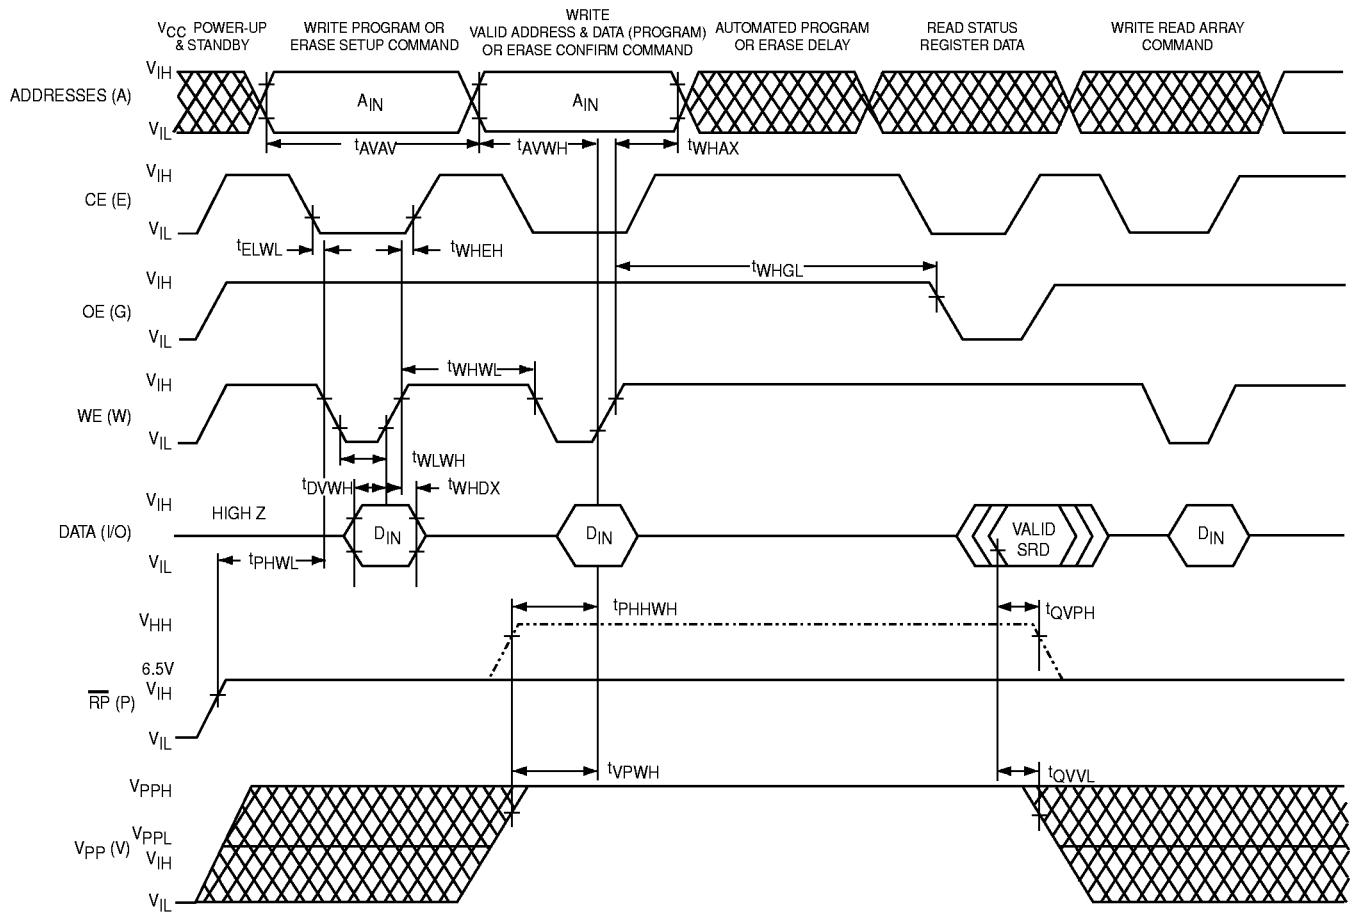 VCC POWER-UP
& STANDBY
WRITE PROGRAM OR
ERASE SETUP COMMAND
WRITE
VALID ADDRESS & DATA (PROGRAM)
OR ERASE CONFIRM COMMAND
AUTOMATED PROGRAM
OR ERASE DELAY
READ STATUS
REGISTER DATA
WRITE READ ARRAY
COMMAND
VIH
ADDRESSES (A)
AIN
AIN
VIL
tAVAV
tAVWH
tWHAX
VIH
CE (E)
VIL
tELWL
tWHEH
tWHGL
VIH
OE (G)
VIL
tWHWL
VIH
WE (W)
VIL
tWLWH
tDVWH
tWHDX
VIH
HIGH Z
DATA (I/O)
DIN
DIN
VALID
SRD
DIN
VIL
tPHWL
tPHHWH
tQVPH
VHH
6.5V
VIH
RP (P)
VIL
tVPWH
tQVVL
VPPH
VPPL
VPP (V)
VIH
VIL